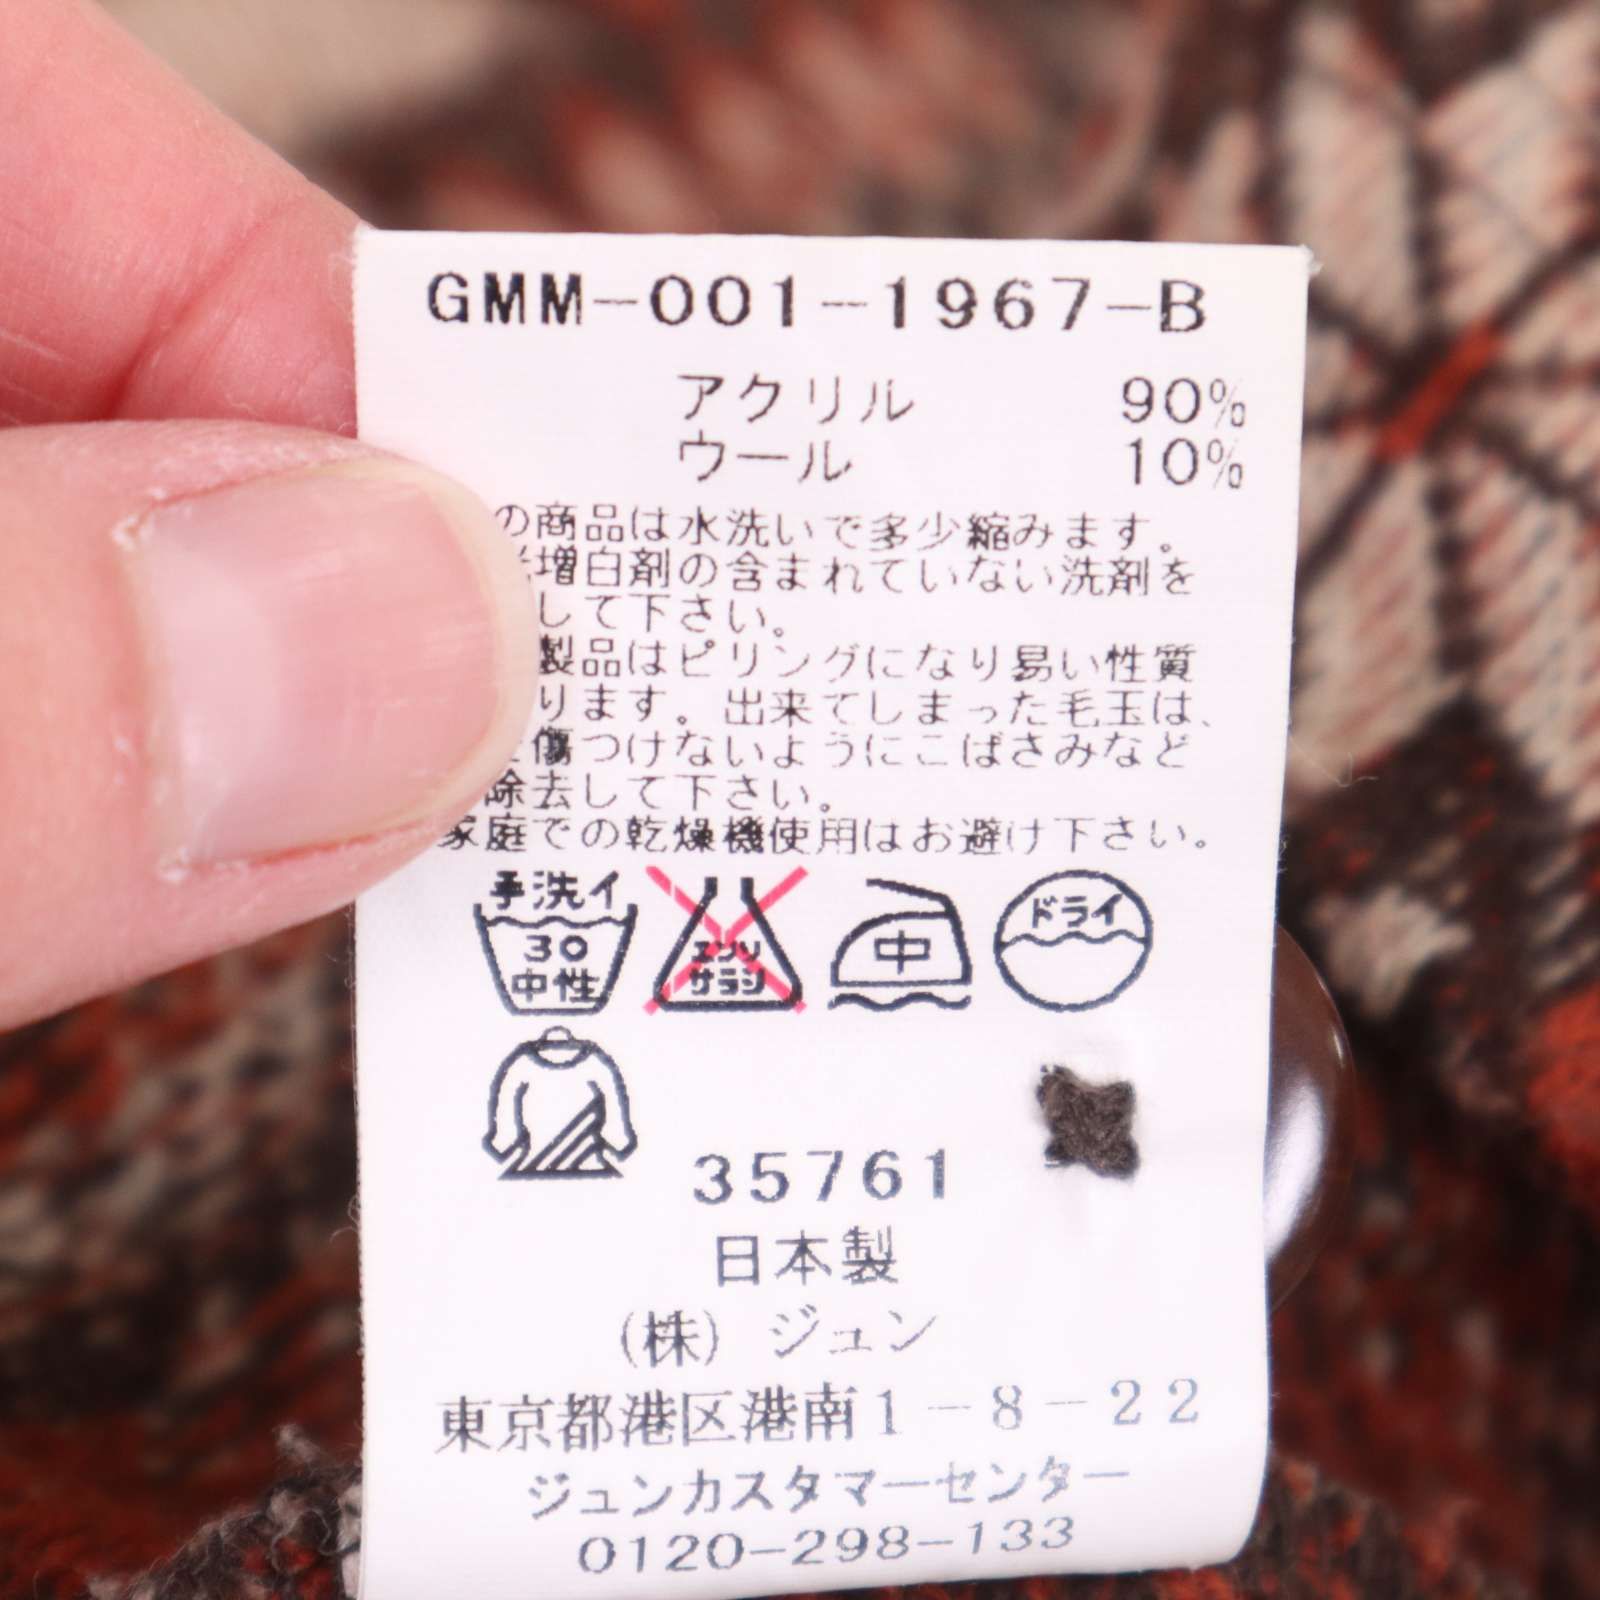 GMM-001-1967-B
アクリル 90%
ウール 10%
の商品は水洗いで多少縮みます。
増白剤の含まれていない洗剤を
して下さい。
製品はピリングになり易い性質
ります。出来てしまった毛玉は、
傷つけないようにこばさみなど
除去して下さい。
家庭での乾燥機使用はお避け下さい。
手洗イ
30
中性
エンソ
サラシ
中
ドライ
35761
日本製
(株) ジュン
東京都港区港南1-8-22
ジュンカスタマーセンター
0120-298-133